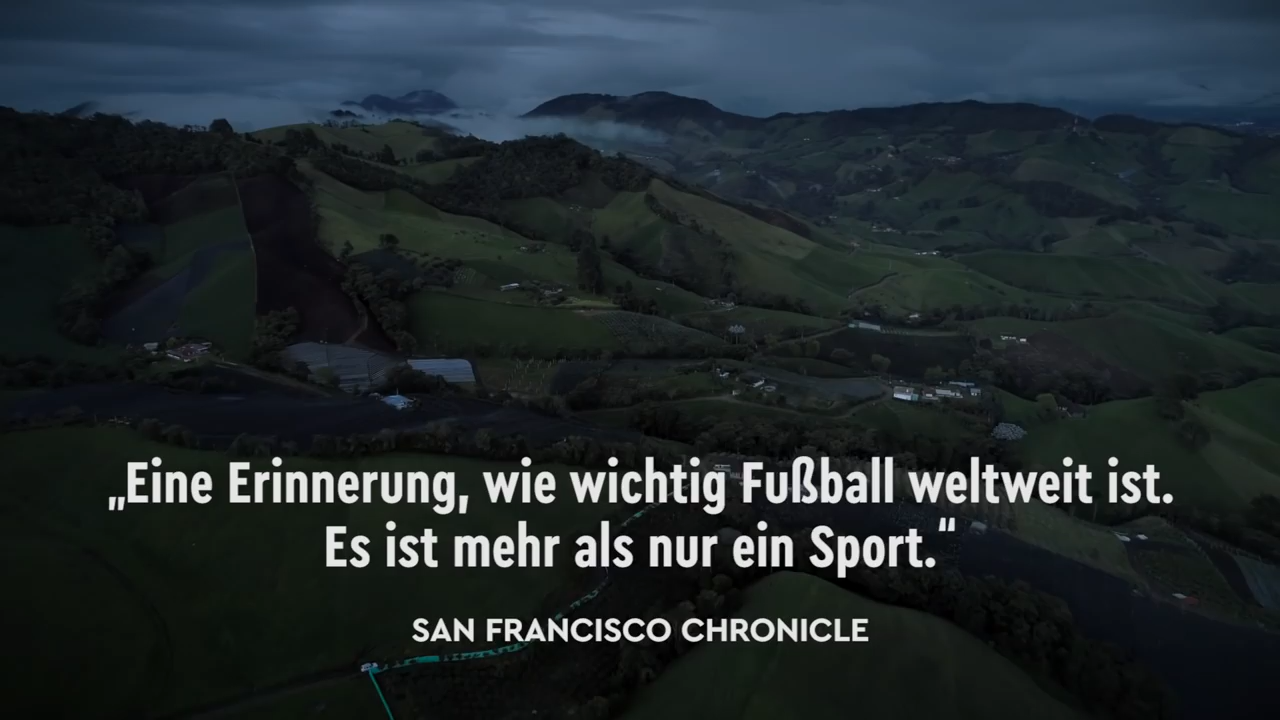 „Eine Erinnerung, wie wichtig Fußball weltweit ist.
Es ist mehr als nur ein Sport.“
SAN FRANCISCO CHRONICLE